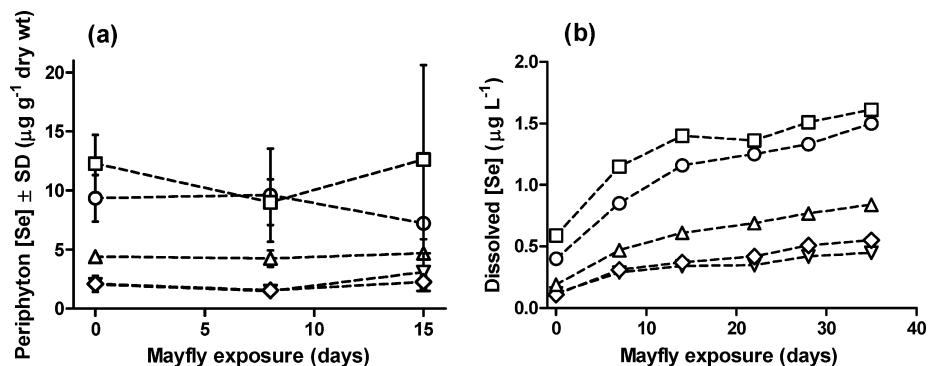 (a)
Periphyton [Se] ± SD (μg g⁻¹ dry wt)
20
15
10
5
0
0 5 10 15
Mayfly exposure (days)
(b)
Dissolved [Se] (μg L⁻¹)
2.0
1.5
1.0
0.5
0.0
0 10 20 30 40
Mayfly exposure (days)